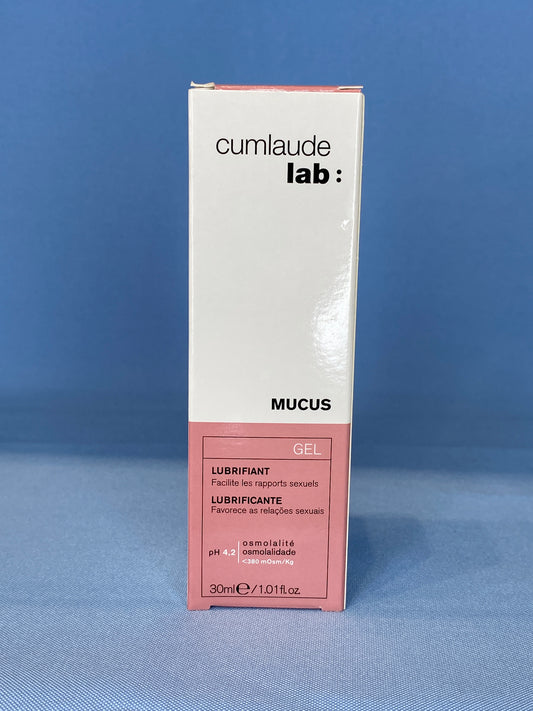 cumlaude
lab:
MUCUS
GEL
LUBRIFIANT
Facilite les rapports sexuels
LUBRIFICANTE
Favorece as relações sexuais
pH 4,2
osmolalité
osmolalidade
<380 mOsm/Kg
30ml℮/1.01fl.oz.